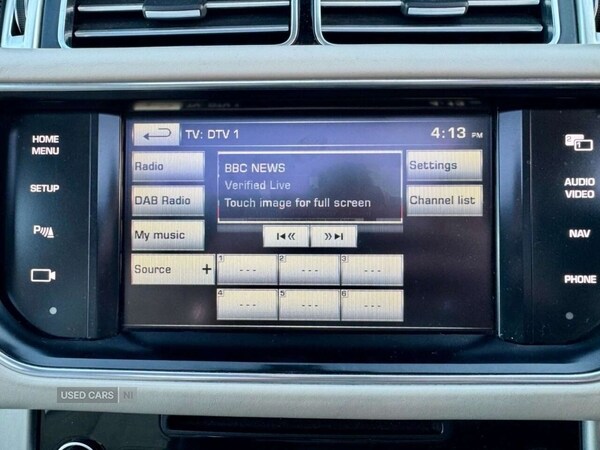 TV: DTV 1
4:13 PM
HOME
MENU
SETUP
P
Radio
DAB Radio
My music
Source +
BBC NEWS
Verified Live
Touch image for full screen
Settings
Channel list
1 ---
2 ---
3 ---
4 ---
5 ---
6 ---
2
1
AUDIO
VIDEO
NAV
PHONE
USED CARS NI